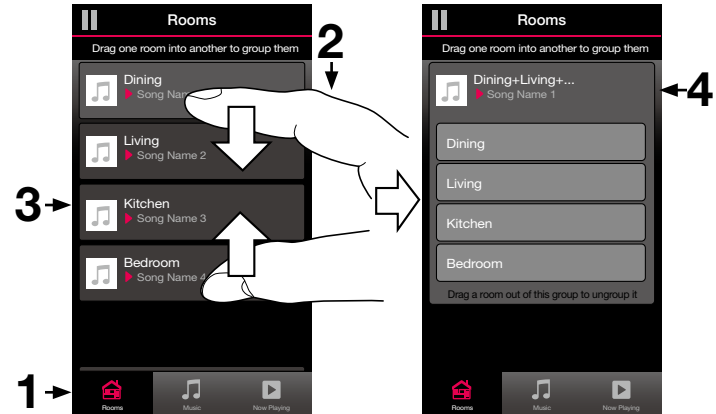 Rooms
Drag one room into another to group them
2
Dining
Song Nam
Living
Song Name 2
3
Kitchen
Song Name 3
Bedroom
Song Name 4
1
Rooms
Music
Now Playing
Rooms
Drag one room into another to group them
Dining+Living+...
Song Name 1
4
Dining
Living
Kitchen
Bedroom
Drag a room out of this group to ungroup it
Rooms
Music
Now Playing